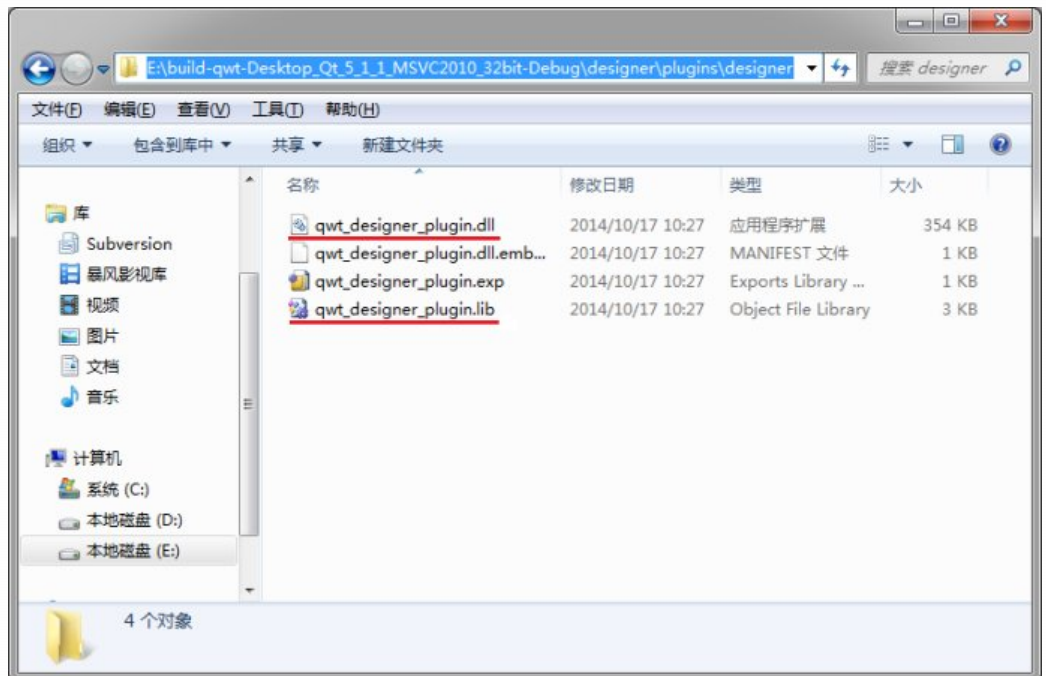 E:\build-qwt-Desktop_Qt_5_1_1_MSVC2010_32bit-Debug\designer\plugins\designer 搜索 designer
文件(F) 编辑(E) 查看(V) 工具(T) 帮助(H)
组织 包含到库中 共享 新建文件夹
名称 修改日期 类型 大小
库
Subversion
暴风影视库
视频
图片
文档
音乐
计算机
系统 (C:)
本地磁盘 (D:)
本地磁盘 (E:)
qwt_designer_plugin.dll 2014/10/17 10:27 应用程序扩展 354 KB
qwt_designer_plugin.dll.emb... 2014/10/17 10:27 MANIFEST 文件 1 KB
qwt_designer_plugin.exp 2014/10/17 10:27 Exports Library ... 1 KB
qwt_designer_plugin.lib 2014/10/17 10:27 Object File Library 3 KB
4 个对象